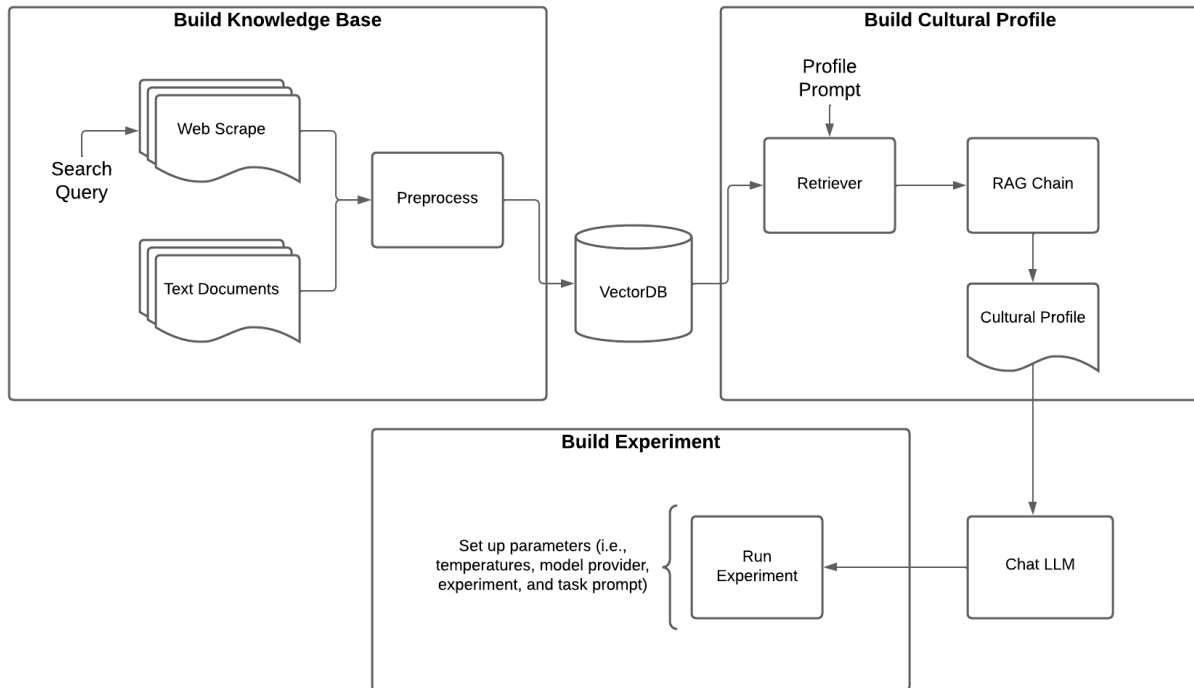 Build Knowledge Base
Web Scrape
Search
Query
Text Documents
Preprocess
VectorDB
Build Cultural Profile
Profile
Prompt
Retriever
RAG Chain
Cultural Profile
Chat LLM
Build Experiment
Set up parameters (i.e.,
temperatures, model provider,
experiment, and task prompt)
Run
Experiment